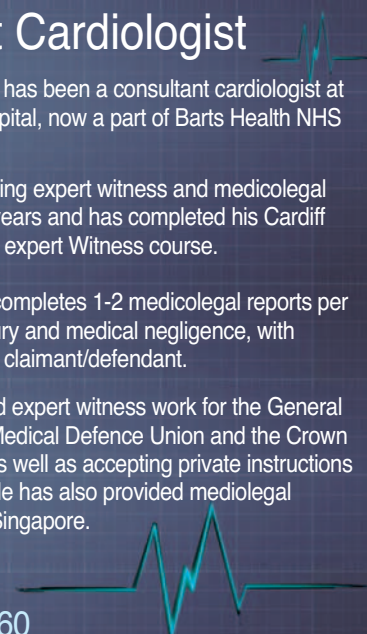 t Cardiologist
has been a consultant cardiologist at
pital, now a part of Barts Health NHS
ing expert witness and medicolegal
years and has completed his Cardiff
expert Witness course.
completes 1-2 medicolegal reports per
ury and medical negligence, with
claimant/defendant.
d expert witness work for the General
Medical Defence Union and the Crown
s well as accepting private instructions
He has also provided mediolegal
Singapore.
60